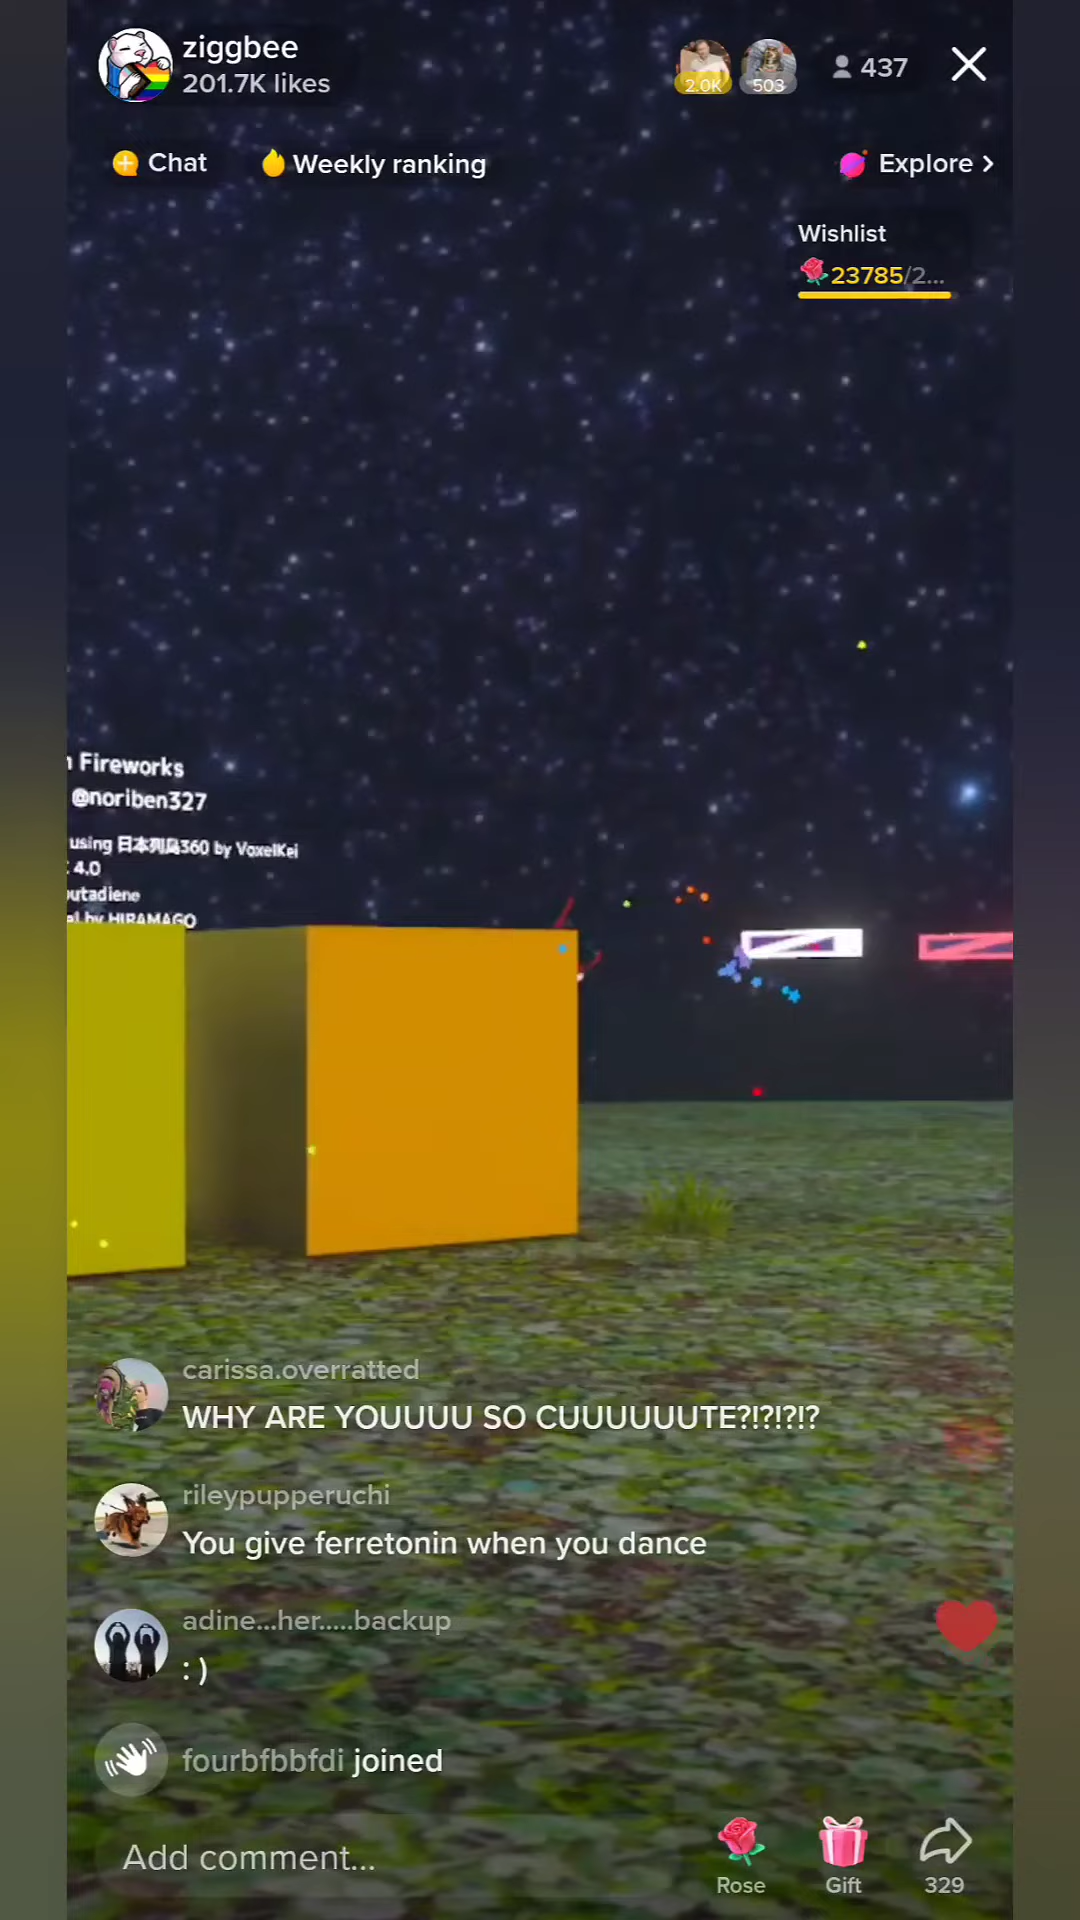 ziggbee
201.7K likes
2.0K
503
437
Chat
Weekly ranking
Explore
Wishlist
23785/2...
Fireworks
@noriben327
using 日本列島360 by VoxelKei
4.0
by HIRAMAGO
carissa.overratted
WHY ARE YOUUUU SO CUUUUUUTE?!?!?!?
rileypupperuchi
You give ferretonin when you dance
adine...her.....backup
:)
fourbfbbfdi joined
Add comment...
Rose
Gift
329